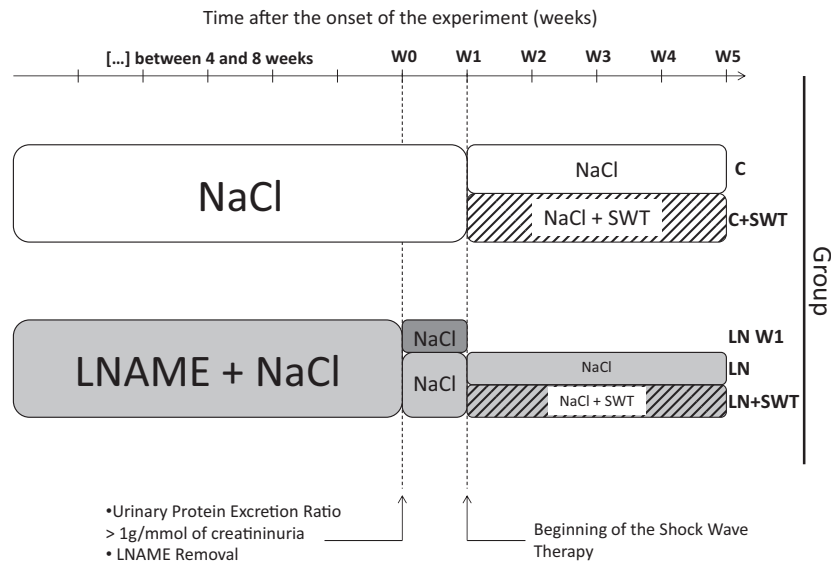 Time after the onset of the experiment (weeks)
[...] between 4 and 8 weeks W0 W1 W2 W3 W4 W5
NaCl
NaCl C
NaCl + SWT C+SWT
Group
LNAME + NaCl
NaCl LN W1
NaCl
NaCl LN
NaCl + SWT LN+SWT
•Urinary Protein Excretion Ratio
> 1g/mmol of creatininuria
• LNAME Removal
Beginning of the Shock Wave
Therapy